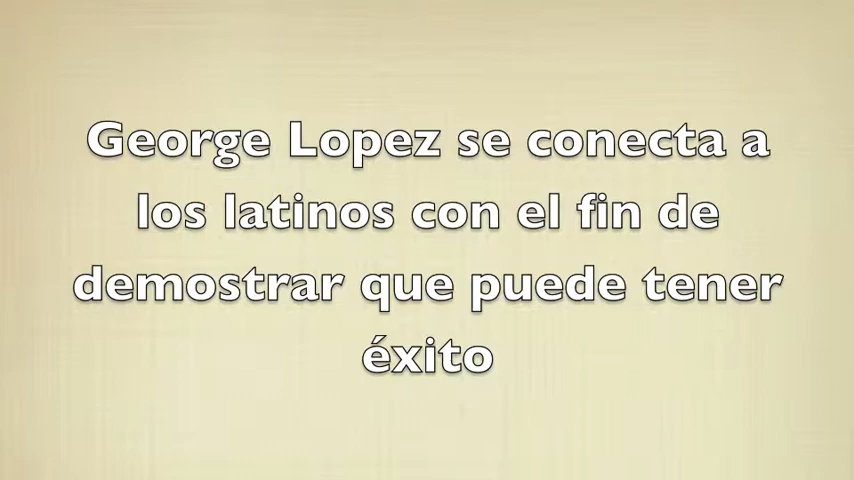 George Lopez se conecta a
los latinos con el fin de
demostrar que puede tener
éxito